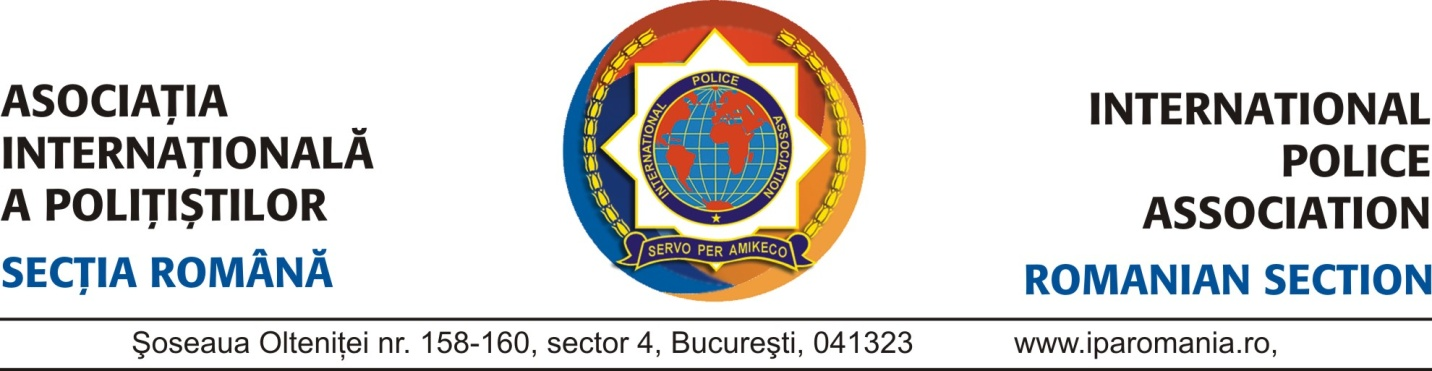 ASOCIAȚIA
INTERNAȚIONALĂ
A POLIȚIȘTILOR
SECȚIA ROMÂNĂ
INTERNATIONAL POLICE ASSOCIATION
SERVO PER AMIKECO
INTERNATIONAL
POLICE
ASSOCIATION
ROMANIAN SECTION
Şoseaua Olteniței nr. 158-160, sector 4, Bucureşti, 041323 www.iparomania.ro,